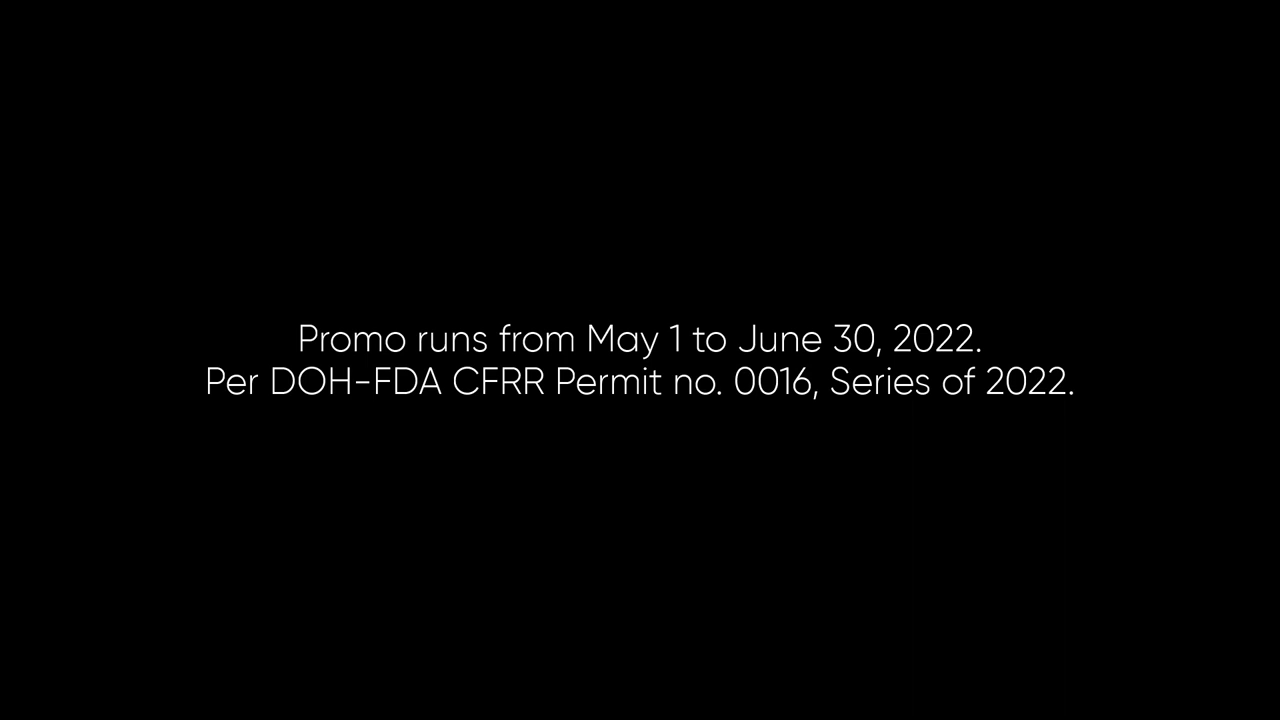 Promo runs from May 1 to June 30, 2022.
Per DOH-FDA CFRR Permit no. 0016, Series of 2022.